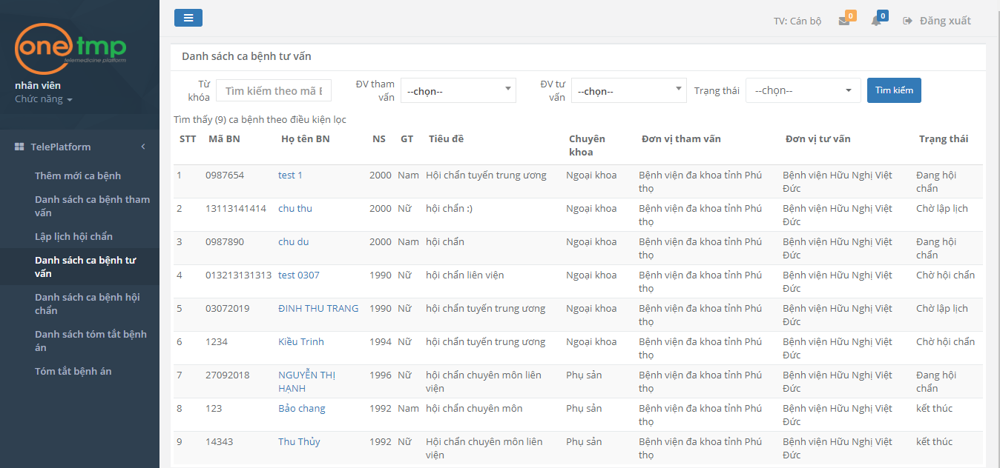 one tmp
telemedicine platform
nhân viên
Chức năng
TelePlatform
Thêm mới ca bệnh
Danh sách ca bệnh tham
vấn
Lập lịch hội chẩn
Danh sách ca bệnh tư
vấn
Danh sách ca bệnh hội
chẩn
Danh sách tóm tắt bệnh
án
Tóm tắt bệnh án
TV: Cán bộ 0 0 Đăng xuất
Danh sách ca bệnh tư vấn
Từ
khóa
Tìm kiếm theo mã
ĐV tham
vấn
--chọn--
ĐV tư
vấn
--chọn--
Trạng thái
--chọn--
Tìm kiếm
Tìm thấy (9) ca bệnh theo điều kiện lọc
STT Mã BN Họ tên BN NS GT Tiêu đề Chuyên Đơn vị tham vấn Đơn vị tư vấn Trạng thái
khoa
1 0987654 test 1 2000 Nam Hội chẩn tuyến trung ương Ngoại khoa Bệnh viện đa khoa tỉnh Phú Bệnh viện Hữu Nghị Việt Đang hội
thọ Đức chẩn
2 13113141414 chu thu 2000 Nữ hội chẩn :) Ngoại khoa Bệnh viện đa khoa tỉnh Phú Bệnh viện Hữu Nghị Việt Chờ lập lịch
thọ Đức
3 0987890 chu du 2000 Nam hội chẩn Ngoại khoa Bệnh viện đa khoa tỉnh Phú Bệnh viện Hữu Nghị Việt Đang hội
thọ Đức chẩn
4 013213131313 test 0307 1990 Nữ hội chẩn liên viện Ngoại khoa Bệnh viện đa khoa tỉnh Phú Bệnh viện Hữu Nghị Việt Chờ hội chẩn
thọ Đức
5 03072019 ĐINH THU TRANG 1990 Nữ hội chẩn tuyến trung ương Ngoại khoa Bệnh viện đa khoa tỉnh Phú Bệnh viện Hữu Nghị Việt Chờ lập lịch
thọ Đức
6 1234 Kiều Trinh 1994 Nữ hội chẩn tuyến trung ương Ngoại khoa Bệnh viện đa khoa tỉnh Phú Bệnh viện Hữu Nghị Việt Chờ hội chẩn
thọ Đức
7 27092018 NGUYỄN THỊ 1996 Nữ hội chẩn chuyên môn liên Phụ sản Bệnh viện đa khoa tỉnh Phú Bệnh viện Hữu Nghị Việt Đang hội
HẠNH viện thọ Đức chẩn
8 123 Bảo chang 1992 Nam hội chẩn chuyên môn Phụ sản Bệnh viện đa khoa tỉnh Phú Bệnh viện Hữu Nghị Việt kết thúc
thọ Đức
9 14343 Thu Thủy 1992 Nữ Hội chẩn chuyên môn liên Phụ sản Bệnh viện đa khoa tỉnh Phú Bệnh viện Hữu Nghị Việt kết thúc
viện thọ Đức